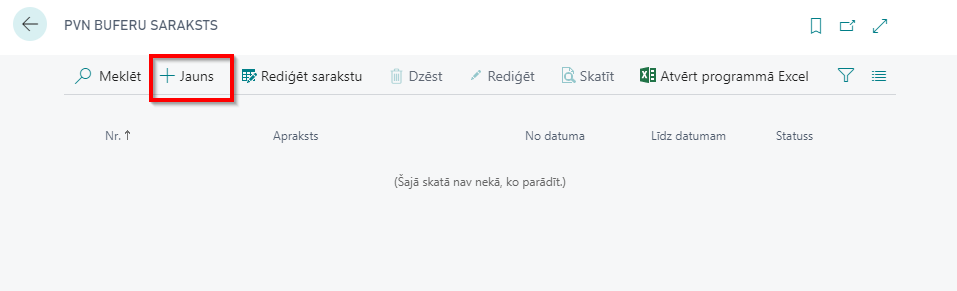 PVN BUFERU SARAKSTS
Meklēt Jauns Rediģēt sarakstu Dzēst Rediģēt Skatīt Atvērt programmā Excel
Nr. ↑ Apraksts No datuma Līdz datumam Statuss
(Šajā skatā nav nekā, ko parādīt.)